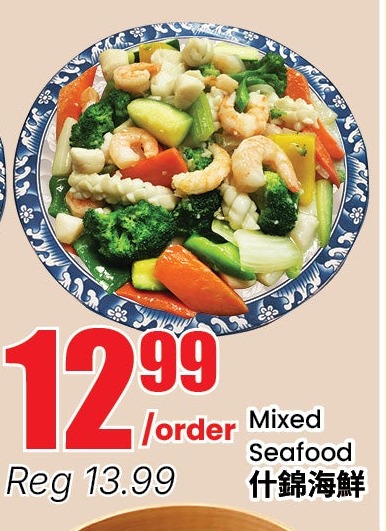 12.99
/order
Reg 13.99
Mixed
Seafood
什錦海鮮